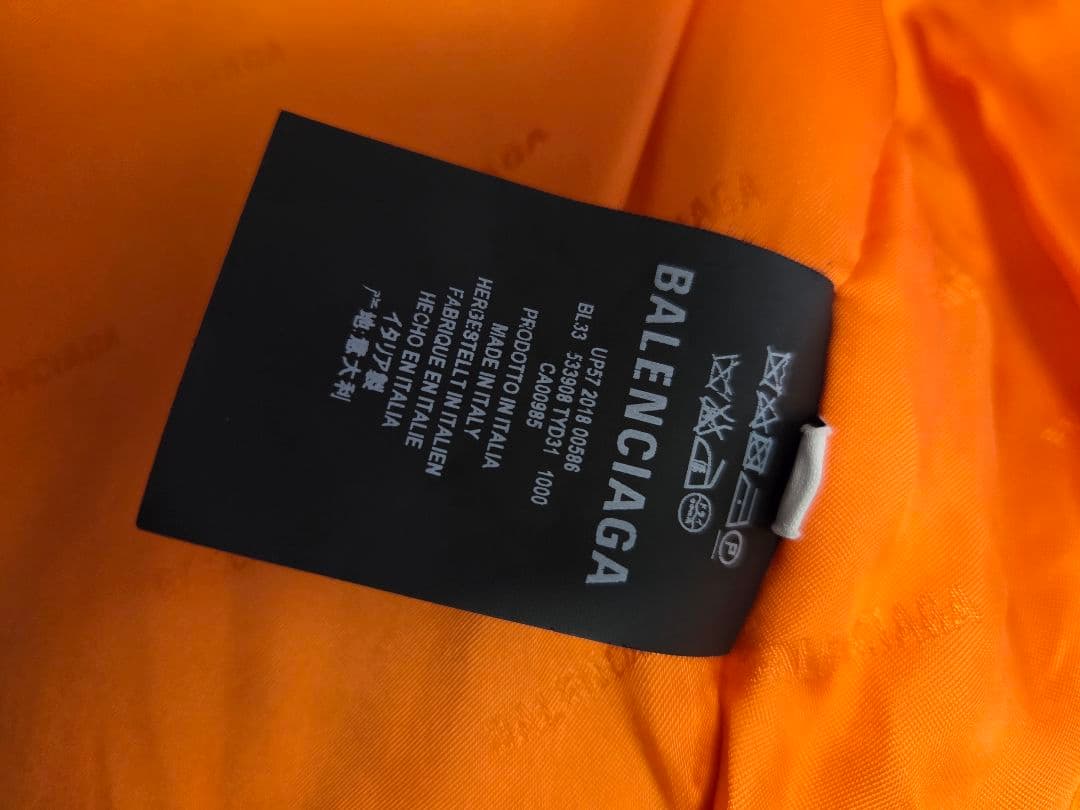 BALENCIAGA
UP57 2018 00586
BL33 533908 TYD31 1000
CA00985
PRODOTTO IN ITALIA
MADE IN ITALY
HERGESTELLT IN ITALIEN
FABRIQUE EN ITALIE
HECHO EN ITALIA
イタリア製
产地:意大利
P
BALENCIAGA